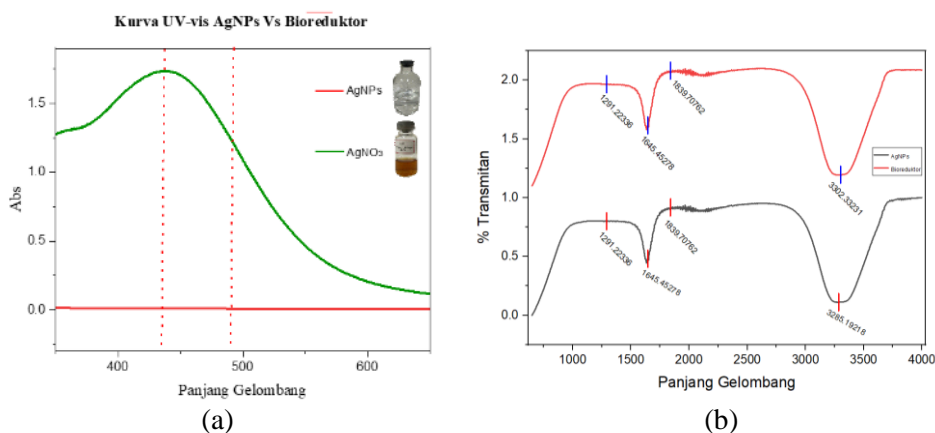 Kurva UV-vis AgNPs Vs Bioreduktor
Abs
1.5
1.0
0.5
0.0
400
500
600
Panjang Gelombang
AgNPs
AgNO₃
(a)
% Transmitan
2.0
1.5
1.0
0.5
0.0
1000
1500
2000
2500
3000
3500
4000
Panjang Gelombang
1291.22336
1645.45278
1839.70762
3302.33231
AgNPs
Bioreduktor
1291.22336
1645.45278
1839.70762
3285.19218
(b)